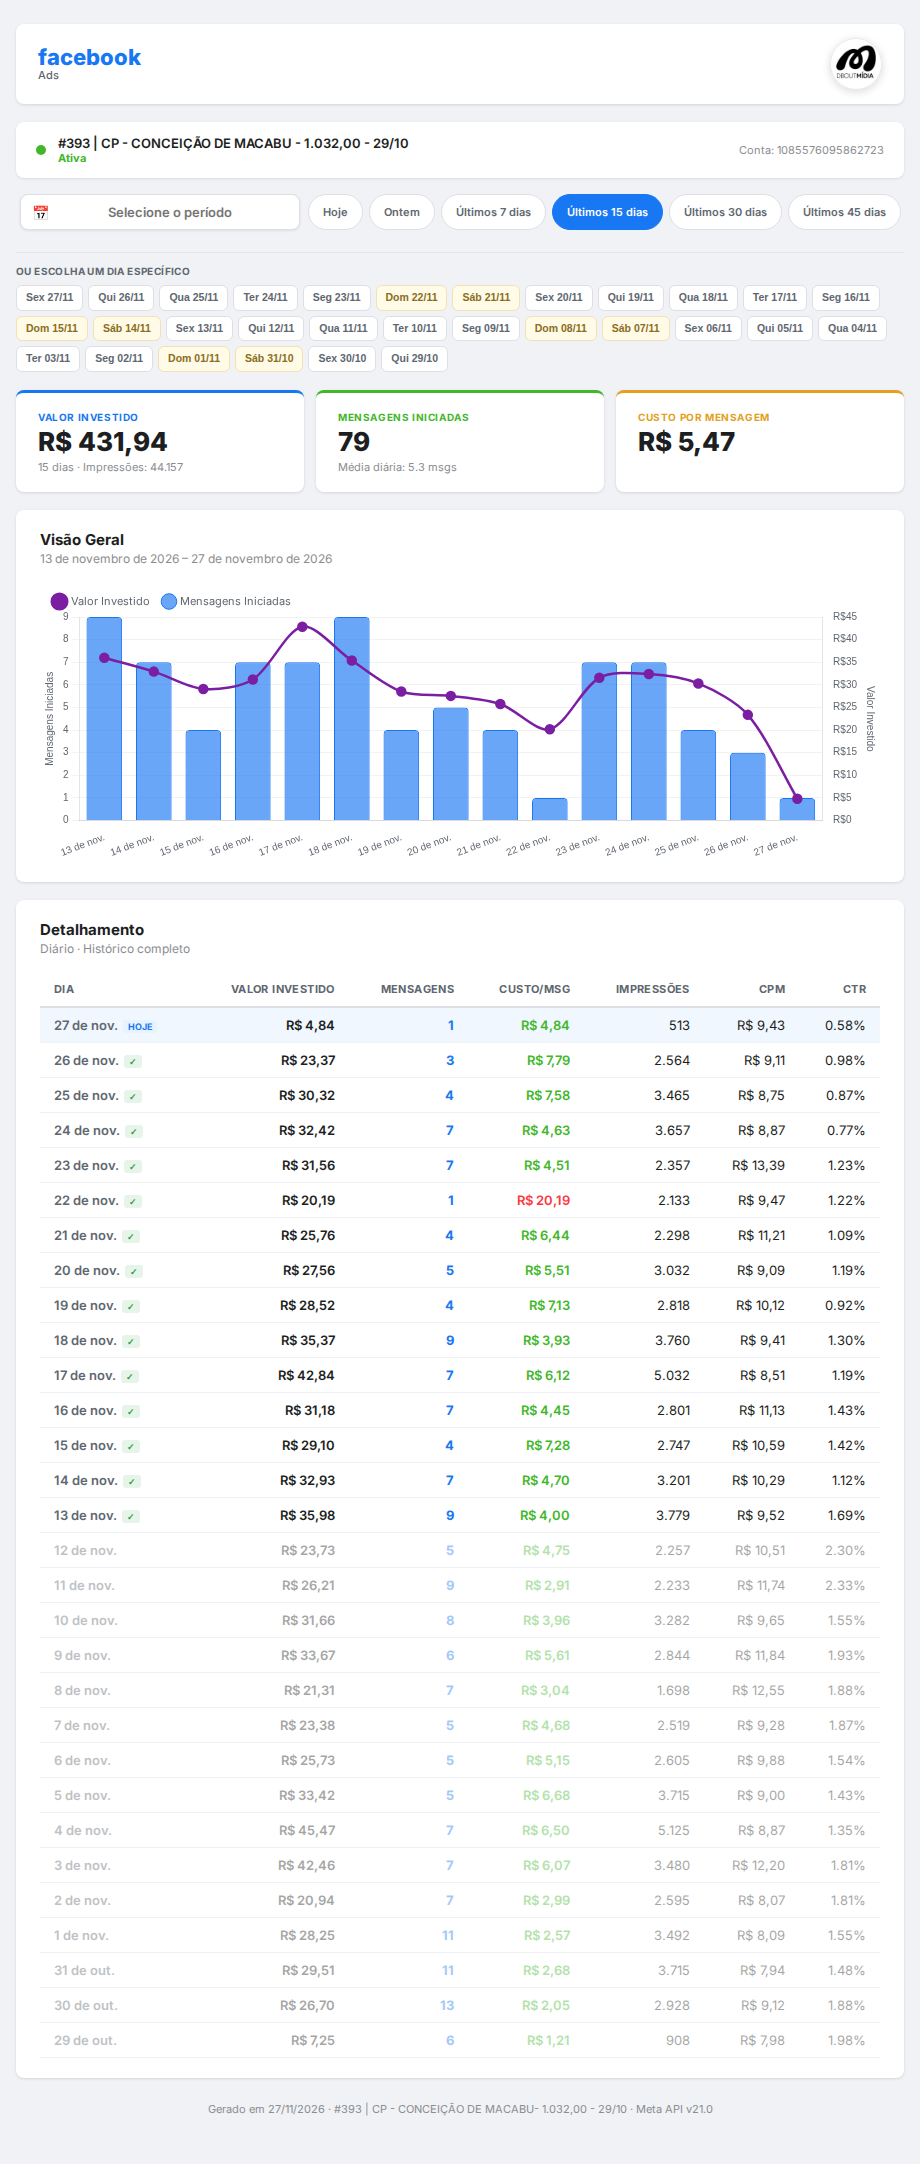 facebook
Ads
DBOUTMÍDIA
#393 | CP - CONCEIÇÃO DE MACABU - 1.032,00 - 29/10
Ativa
Conta: 1085576095862723
Selecione o período
Hoje
Ontem
Últimos 7 dias
Últimos 15 dias
Últimos 30 dias
Últimos 45 dias
OU ESCOLHA UM DIA ESPECÍFICO
Sex 27/11 Qui 26/11 Qua 25/11 Ter 24/11 Seg 23/11 Dom 22/11 Sáb 21/11 Sex 20/11 Qui 19/11 Qua 18/11 Ter 17/11 Seg 16/11
Dom 15/11 Sáb 14/11 Sex 13/11 Qui 12/11 Qua 11/11 Ter 10/11 Seg 09/11 Dom 08/11 Sáb 07/11 Sex 06/11 Qui 05/11 Qua 04/11
Ter 03/11 Seg 02/11 Dom 01/11 Sáb 31/10 Sex 30/10 Qui 29/10
VALOR INVESTIDO
R$ 431,94
15 dias · Impressões: 44.157
MENSAGENS INICIADAS
79
Média diária: 5.3 msgs
CUSTO POR MENSAGEM
R$ 5,47
Visão Geral
13 de novembro de 2026 – 27 de novembro de 2026
Valor Investido Mensagens Iniciadas
Mensagens Iniciadas
9
8
7
6
5
4
3
2
1
0
R$45
R$40
R$35
R$30
R$25
R$20
R$15
R$10
R$5
R$0
Valor Investido
13 de nov. 14 de nov. 15 de nov. 16 de nov. 17 de nov. 18 de nov. 19 de nov. 20 de nov. 21 de nov. 22 de nov. 23 de nov. 24 de nov. 25 de nov. 26 de nov. 27 de nov.
Detalhamento
Diário · Histórico completo
DIA VALOR INVESTIDO MENSAGENS CUSTO/MSG IMPRESSÕES CPM CTR
27 de nov. HOJE R$ 4,84 1 R$ 4,84 513 R$ 9,43 0.58%
26 de nov. ✓ R$ 23,37 3 R$ 7,79 2.564 R$ 9,11 0.98%
25 de nov. ✓ R$ 30,32 4 R$ 7,58 3.465 R$ 8,75 0.87%
24 de nov. ✓ R$ 32,42 7 R$ 4,63 3.657 R$ 8,87 0.77%
23 de nov. ✓ R$ 31,56 7 R$ 4,51 2.357 R$ 13,39 1.23%
22 de nov. ✓ R$ 20,19 1 R$ 20,19 2.133 R$ 9,47 1.22%
21 de nov. ✓ R$ 25,76 4 R$ 6,44 2.298 R$ 11,21 1.09%
20 de nov. ✓ R$ 27,56 5 R$ 5,51 3.032 R$ 9,09 1.19%
19 de nov. ✓ R$ 28,52 4 R$ 7,13 2.818 R$ 10,12 0.92%
18 de nov. ✓ R$ 35,37 9 R$ 3,93 3.760 R$ 9,41 1.30%
17 de nov. ✓ R$ 42,84 7 R$ 6,12 5.032 R$ 8,51 1.19%
16 de nov. ✓ R$ 31,18 7 R$ 4,45 2.801 R$ 11,13 1.43%
15 de nov. ✓ R$ 29,10 4 R$ 7,28 2.747 R$ 10,59 1.42%
14 de nov. ✓ R$ 32,93 7 R$ 4,70 3.201 R$ 10,29 1.12%
13 de nov. ✓ R$ 35,98 9 R$ 4,00 3.779 R$ 9,52 1.69%
12 de nov. R$ 23,73 5 R$ 4,75 2.257 R$ 10,51 2.30%
11 de nov. R$ 26,21 9 R$ 2,91 2.233 R$ 11,74 2.33%
10 de nov. R$ 31,66 8 R$ 3,96 3.282 R$ 9,65 1.55%
9 de nov. R$ 33,67 6 R$ 5,61 2.844 R$ 11,84 1.93%
8 de nov. R$ 21,31 7 R$ 3,04 1.698 R$ 12,55 1.88%
7 de nov. R$ 23,38 5 R$ 4,68 2.519 R$ 9,28 1.87%
6 de nov. R$ 25,73 5 R$ 5,15 2.605 R$ 9,88 1.54%
5 de nov. R$ 33,42 5 R$ 6,68 3.715 R$ 9,00 1.43%
4 de nov. R$ 45,47 7 R$ 6,50 5.125 R$ 8,87 1.35%
3 de nov. R$ 42,46 7 R$ 6,07 3.480 R$ 12,20 1.81%
2 de nov. R$ 20,94 7 R$ 2,99 2.595 R$ 8,07 1.81%
1 de nov. R$ 28,25 11 R$ 2,57 3.492 R$ 8,09 1.55%
31 de out. R$ 29,51 11 R$ 2,68 3.715 R$ 7,94 1.48%
30 de out. R$ 26,70 13 R$ 2,05 2.928 R$ 9,12 1.88%
29 de out. R$ 7,25 6 R$ 1,21 908 R$ 7,98 1.98%
Gerado em 27/11/2026 · #393 | CP - CONCEIÇÃO DE MACABU- 1.032,00 - 29/10 · Meta API v21.0